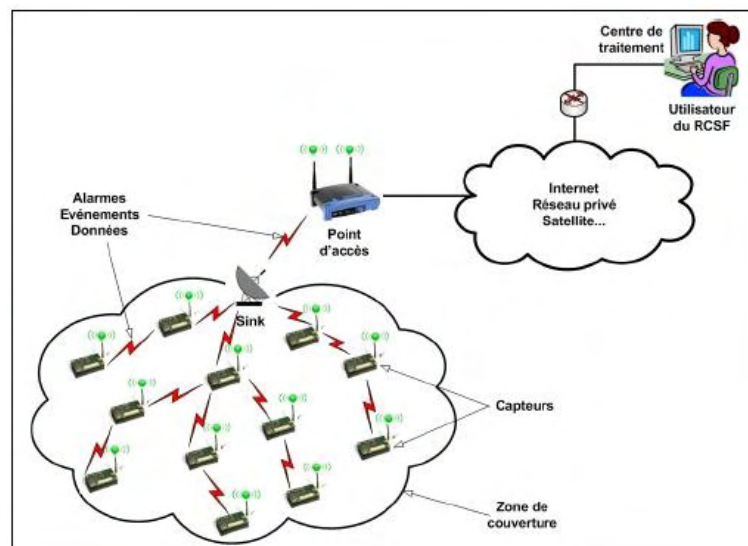 Centre de
traitement
Utilisateur
du RCSF
Internet
Réseau privé
Satellite...
Alarmes
Evénements
Données
Point
d'accès
Sink
Capteurs
Zone de
couverture